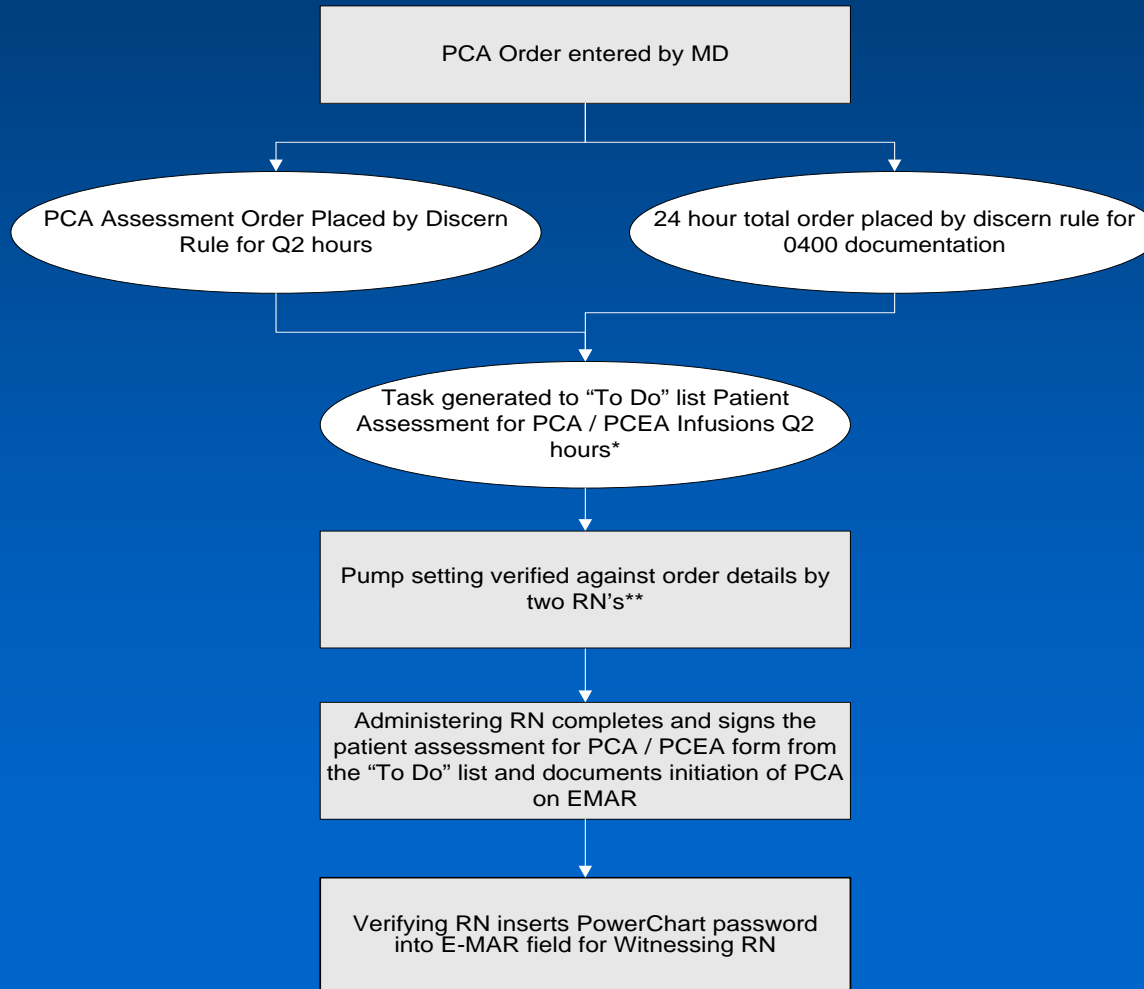 PCA Order entered by MD
PCA Assessment Order Placed by Discern
Rule for Q2 hours
24 hour total order placed by discern rule for
0400 documentation
Task generated to “To Do” list Patient
Assessment for PCA / PCEA Infusions Q2
hours*
Pump setting verified against order details by
two RN's**
Administering RN completes and signs the
patient assessment for PCA / PCEA form from
the “To Do” list and documents initiation of PCA
on EMAR
Verifying RN inserts PowerChart password
into E-MAR field for Witnessing RN